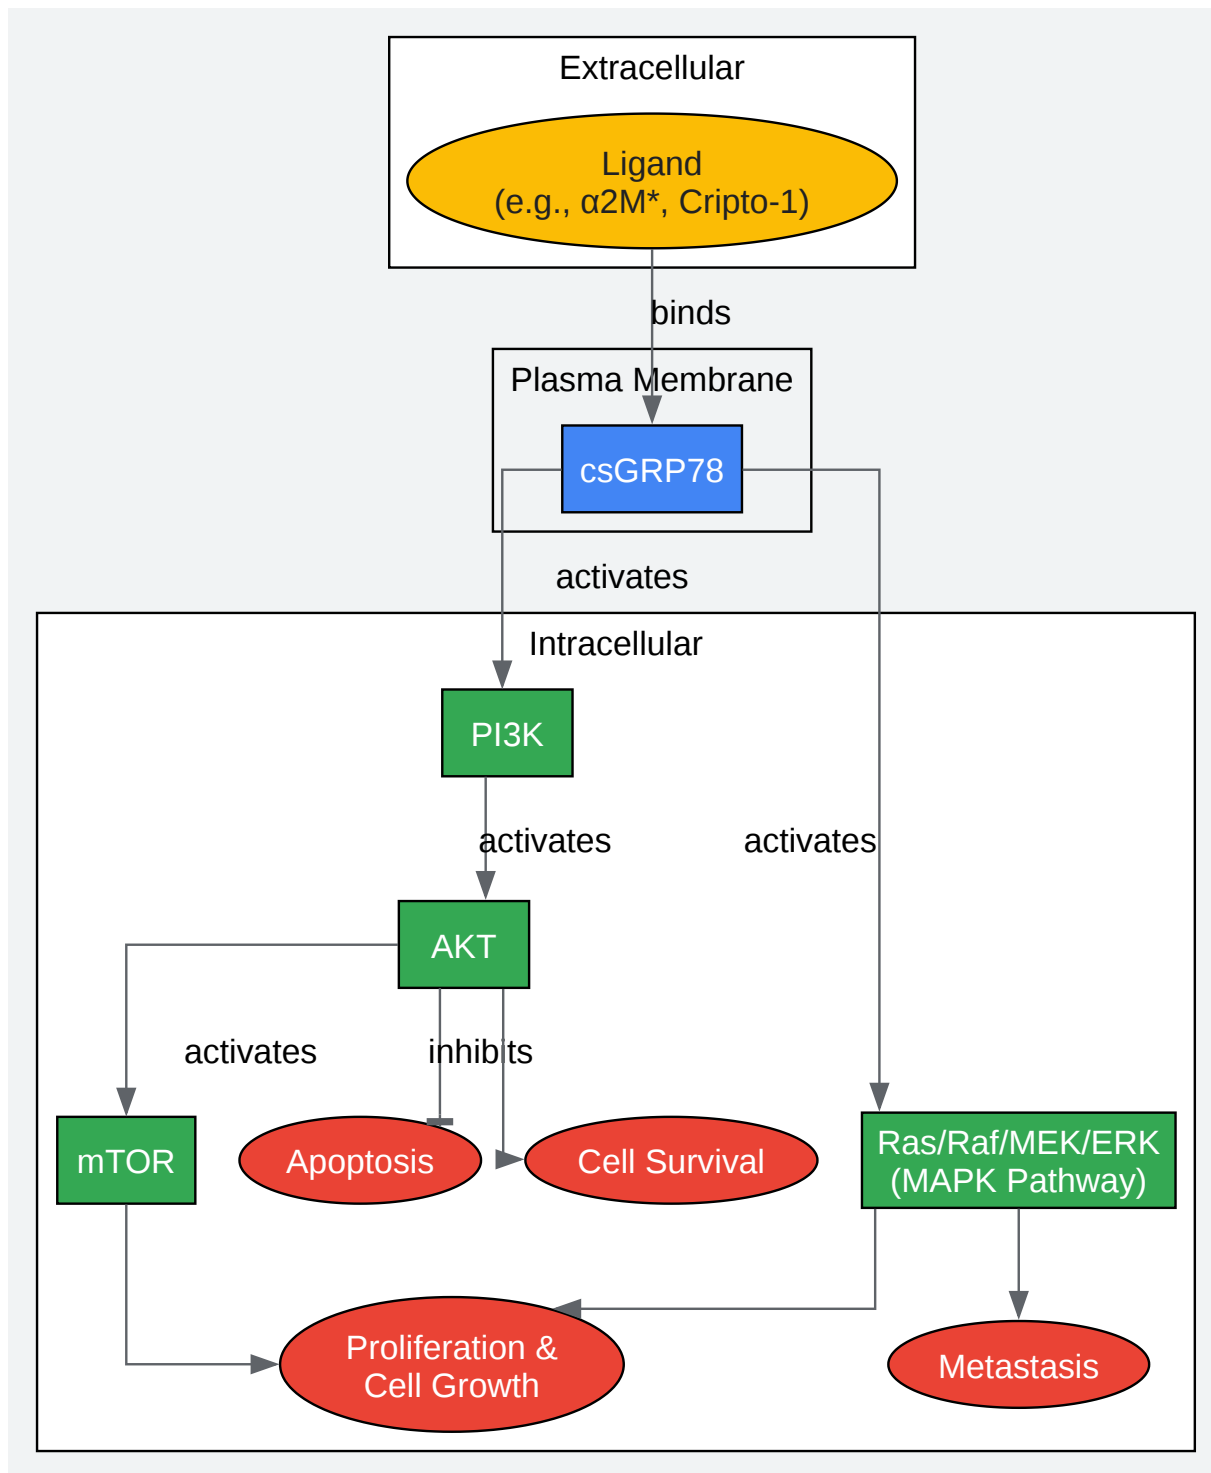 Extracellular
Ligand
(e.g., α2M*, Cripto-1)
binds
Plasma Membrane
csGRP78
activates
Intracellular
PI3K
activates
activates
AKT
activates
inhibits
mTOR
Apoptosis
Cell Survival
Ras/Raf/MEK/ERK
(MAPK Pathway)
Proliferation &
Cell Growth
Metastasis